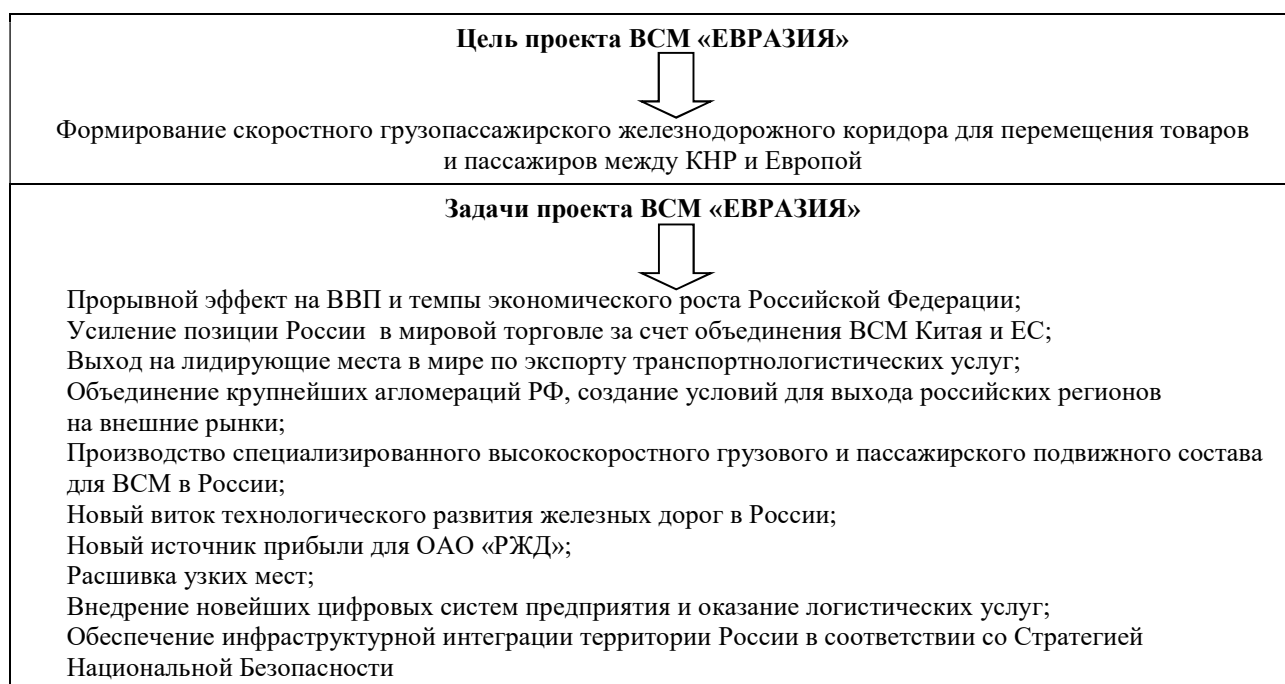 Цель проекта ВСМ «ЕВРАЗИЯ»
Формирование скоростного грузопассажирского железнодорожного коридора для перемещения товаров
и пассажиров между КНР и Европой
Задачи проекта ВСМ «ЕВРАЗИЯ»
Прорывной эффект на ВВП и темпы экономического роста Российской Федерации;
Усиление позиции России в мировой торговле за счет объединения ВСМ Китая и ЕС;
Выход на лидирующие места в мире по экспорту транспортнологистических услуг;
Объединение крупнейших агломераций РФ, создание условий для выхода российских регионов
на внешние рынки;
Производство специализированного высокоскоростного грузового и пассажирского подвижного состава
для ВСМ в России;
Новый виток технологического развития железных дорог в России;
Новый источник прибыли для ОАО «РЖД»;
Расшивка узких мест;
Внедрение новейших цифровых систем предприятия и оказание логистических услуг;
Обеспечение инфраструктурной интеграции территории России в соответствии со Стратегией
Национальной Безопасности